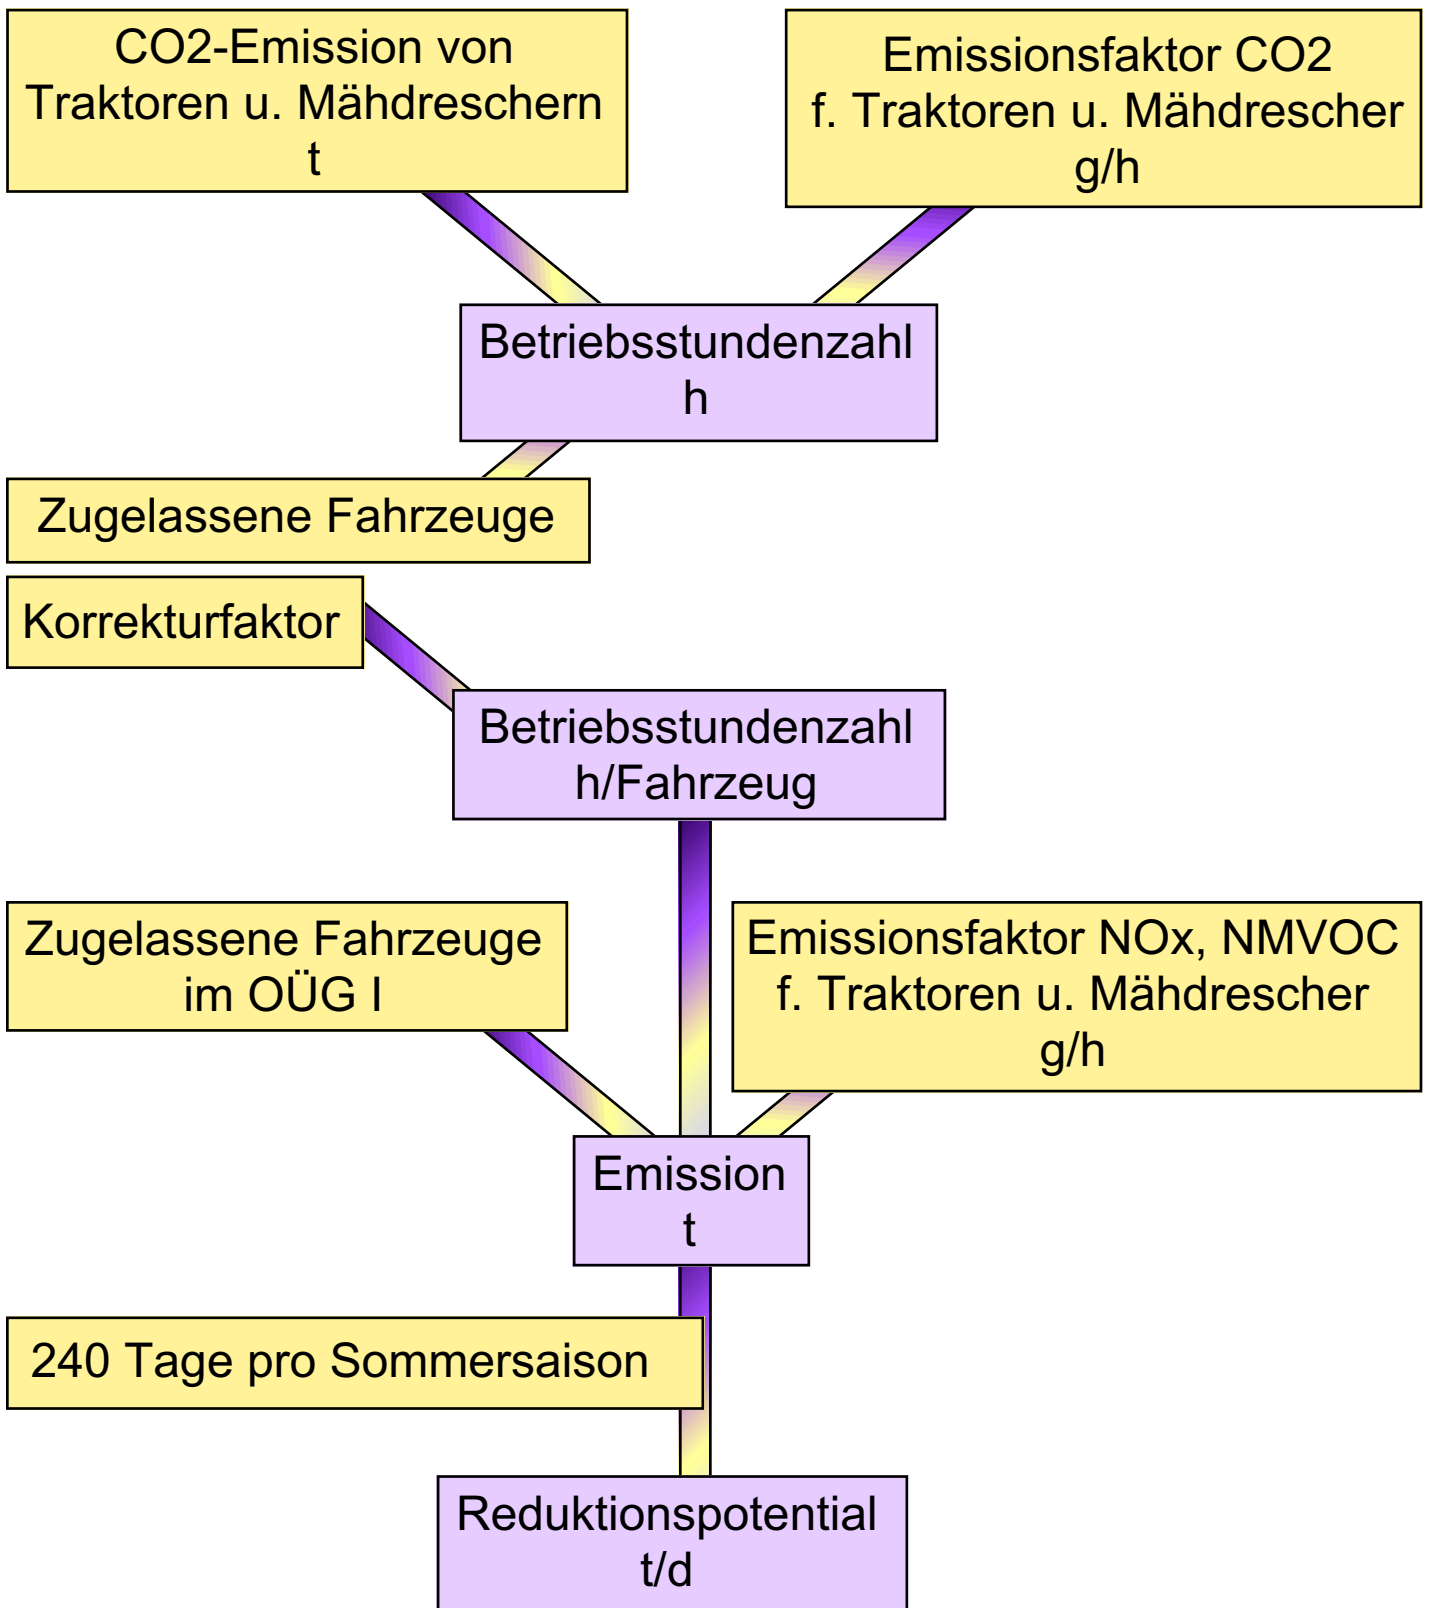 CO2-Emission von
Traktoren u. Mähdreschern
t
Emissionsfaktor CO2
f. Traktoren u. Mähdrescher
g/h
Betriebsstundenzahl
h
Zugelassene Fahrzeuge
Korrekturfaktor
Betriebsstundenzahl
h/Fahrzeug
Zugelassene Fahrzeuge
im OÜG I
Emissionsfaktor NOx, NMVOC
f. Traktoren u. Mähdrescher
g/h
Emission
t
240 Tage pro Sommersaison
Reduktionspotential
t/d